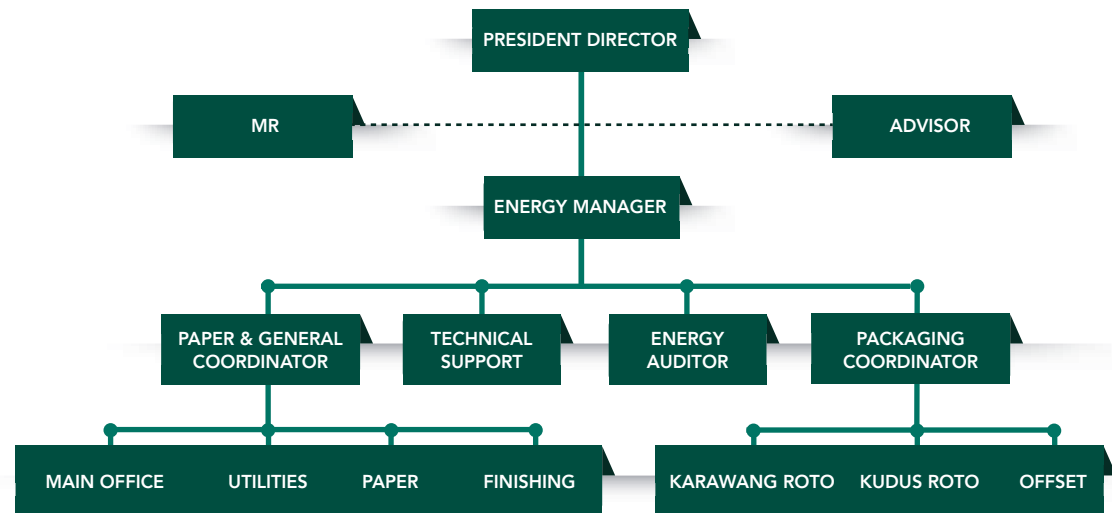 PRESIDENT DIRECTOR
MR
ADVISOR
ENERGY MANAGER
PAPER & GENERAL
COORDINATOR
TECHNICAL
SUPPORT
ENERGY
AUDITOR
PACKAGING
COORDINATOR
MAIN OFFICE
UTILITIES
PAPER
FINISHING
KARAWANG ROTO
KUDUS ROTO
OFFSET